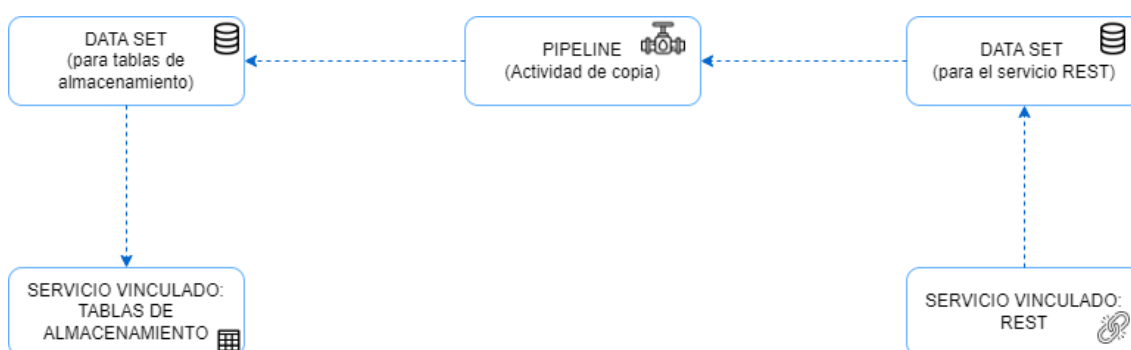 DATA SET
(para tablas de
almacenamiento)
PIPELINE
(Actividad de copia)
DATA SET
(para el servicio REST)
SERVICIO VINCULADO:
TABLAS DE
ALMACENAMIENTO
SERVICIO VINCULADO:
REST